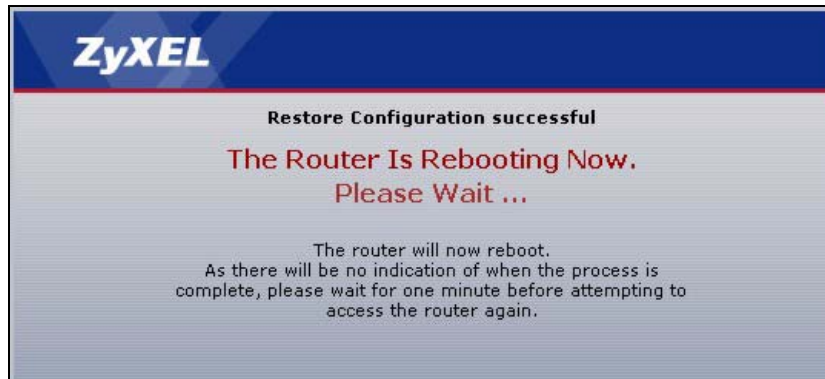 ZyXEL
Restore Configuration successful
The Router Is Rebooting Now.
Please Wait ...
The router will now reboot.
As there will be no indication of when the process is
complete, please wait for one minute before attempting to
access the router again.